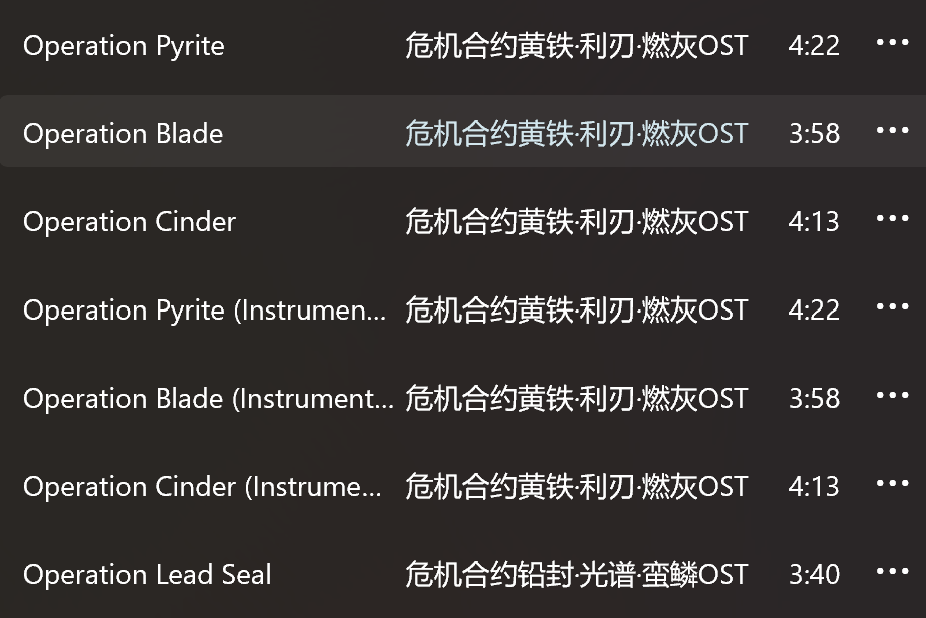 Operation Pyrite 危机合约黄铁·利刃·燃灰OST 4:22 ···
Operation Blade 危机合约黄铁·利刃·燃灰OST 3:58 ···
Operation Cinder 危机合约黄铁·利刃·燃灰OST 4:13 ···
Operation Pyrite (Instrumen... 危机合约黄铁·利刃·燃灰OST 4:22 ···
Operation Blade (Instrument... 危机合约黄铁·利刃·燃灰OST 3:58 ···
Operation Cinder (Instrume... 危机合约黄铁·利刃·燃灰OST 4:13 ···
Operation Lead Seal 危机合约铅封·光谱·蛮鳞OST 3:40 ···